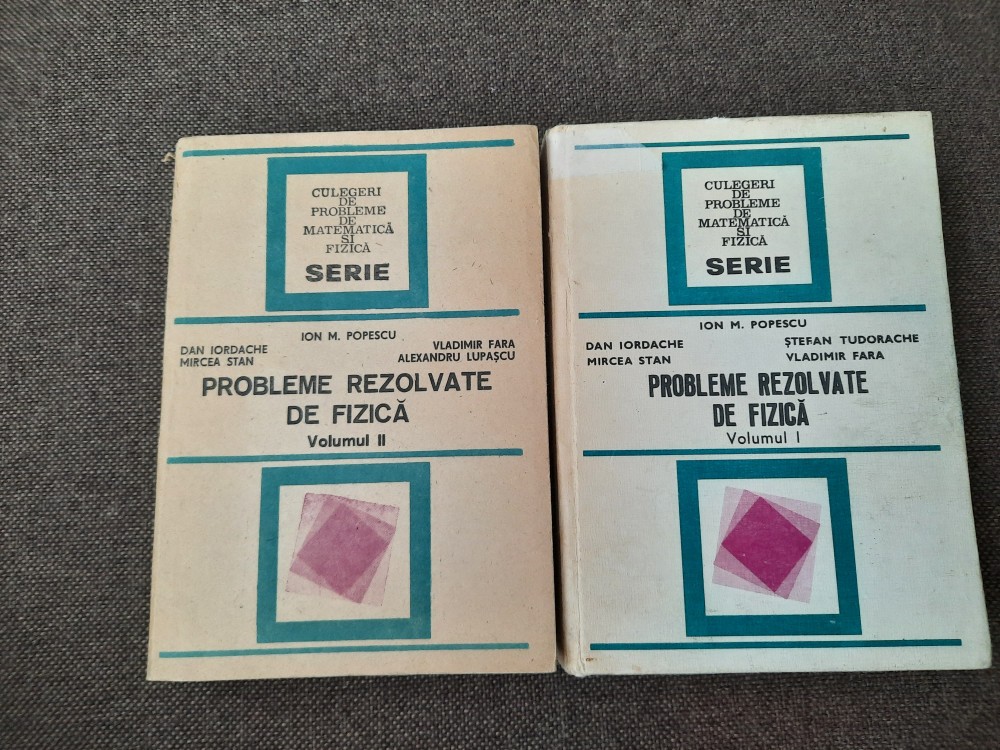 CULEGERI
DE
PROBLEME
DE
MATEMATICĂ
SI
FIZICĂ
SERIE
ION M. POPESCU
DAN IORDACHE VLADIMIR FARA
MIRCEA STAN ALEXANDRU LUPAŞCU
PROBLEME REZOLVATE
DE FIZICĂ
Volumul II
CULEGERI
DE
PROBLEME
DE
MATEMATICĂ
SI
FIZICĂ
SERIE
ION M. POPESCU
DAN IORDACHE ŞTEFAN TUDORACHE
MIRCEA STAN VLADIMIR FARA
PROBLEME REZOLVATE
DE FIZICĂ
Volumul I